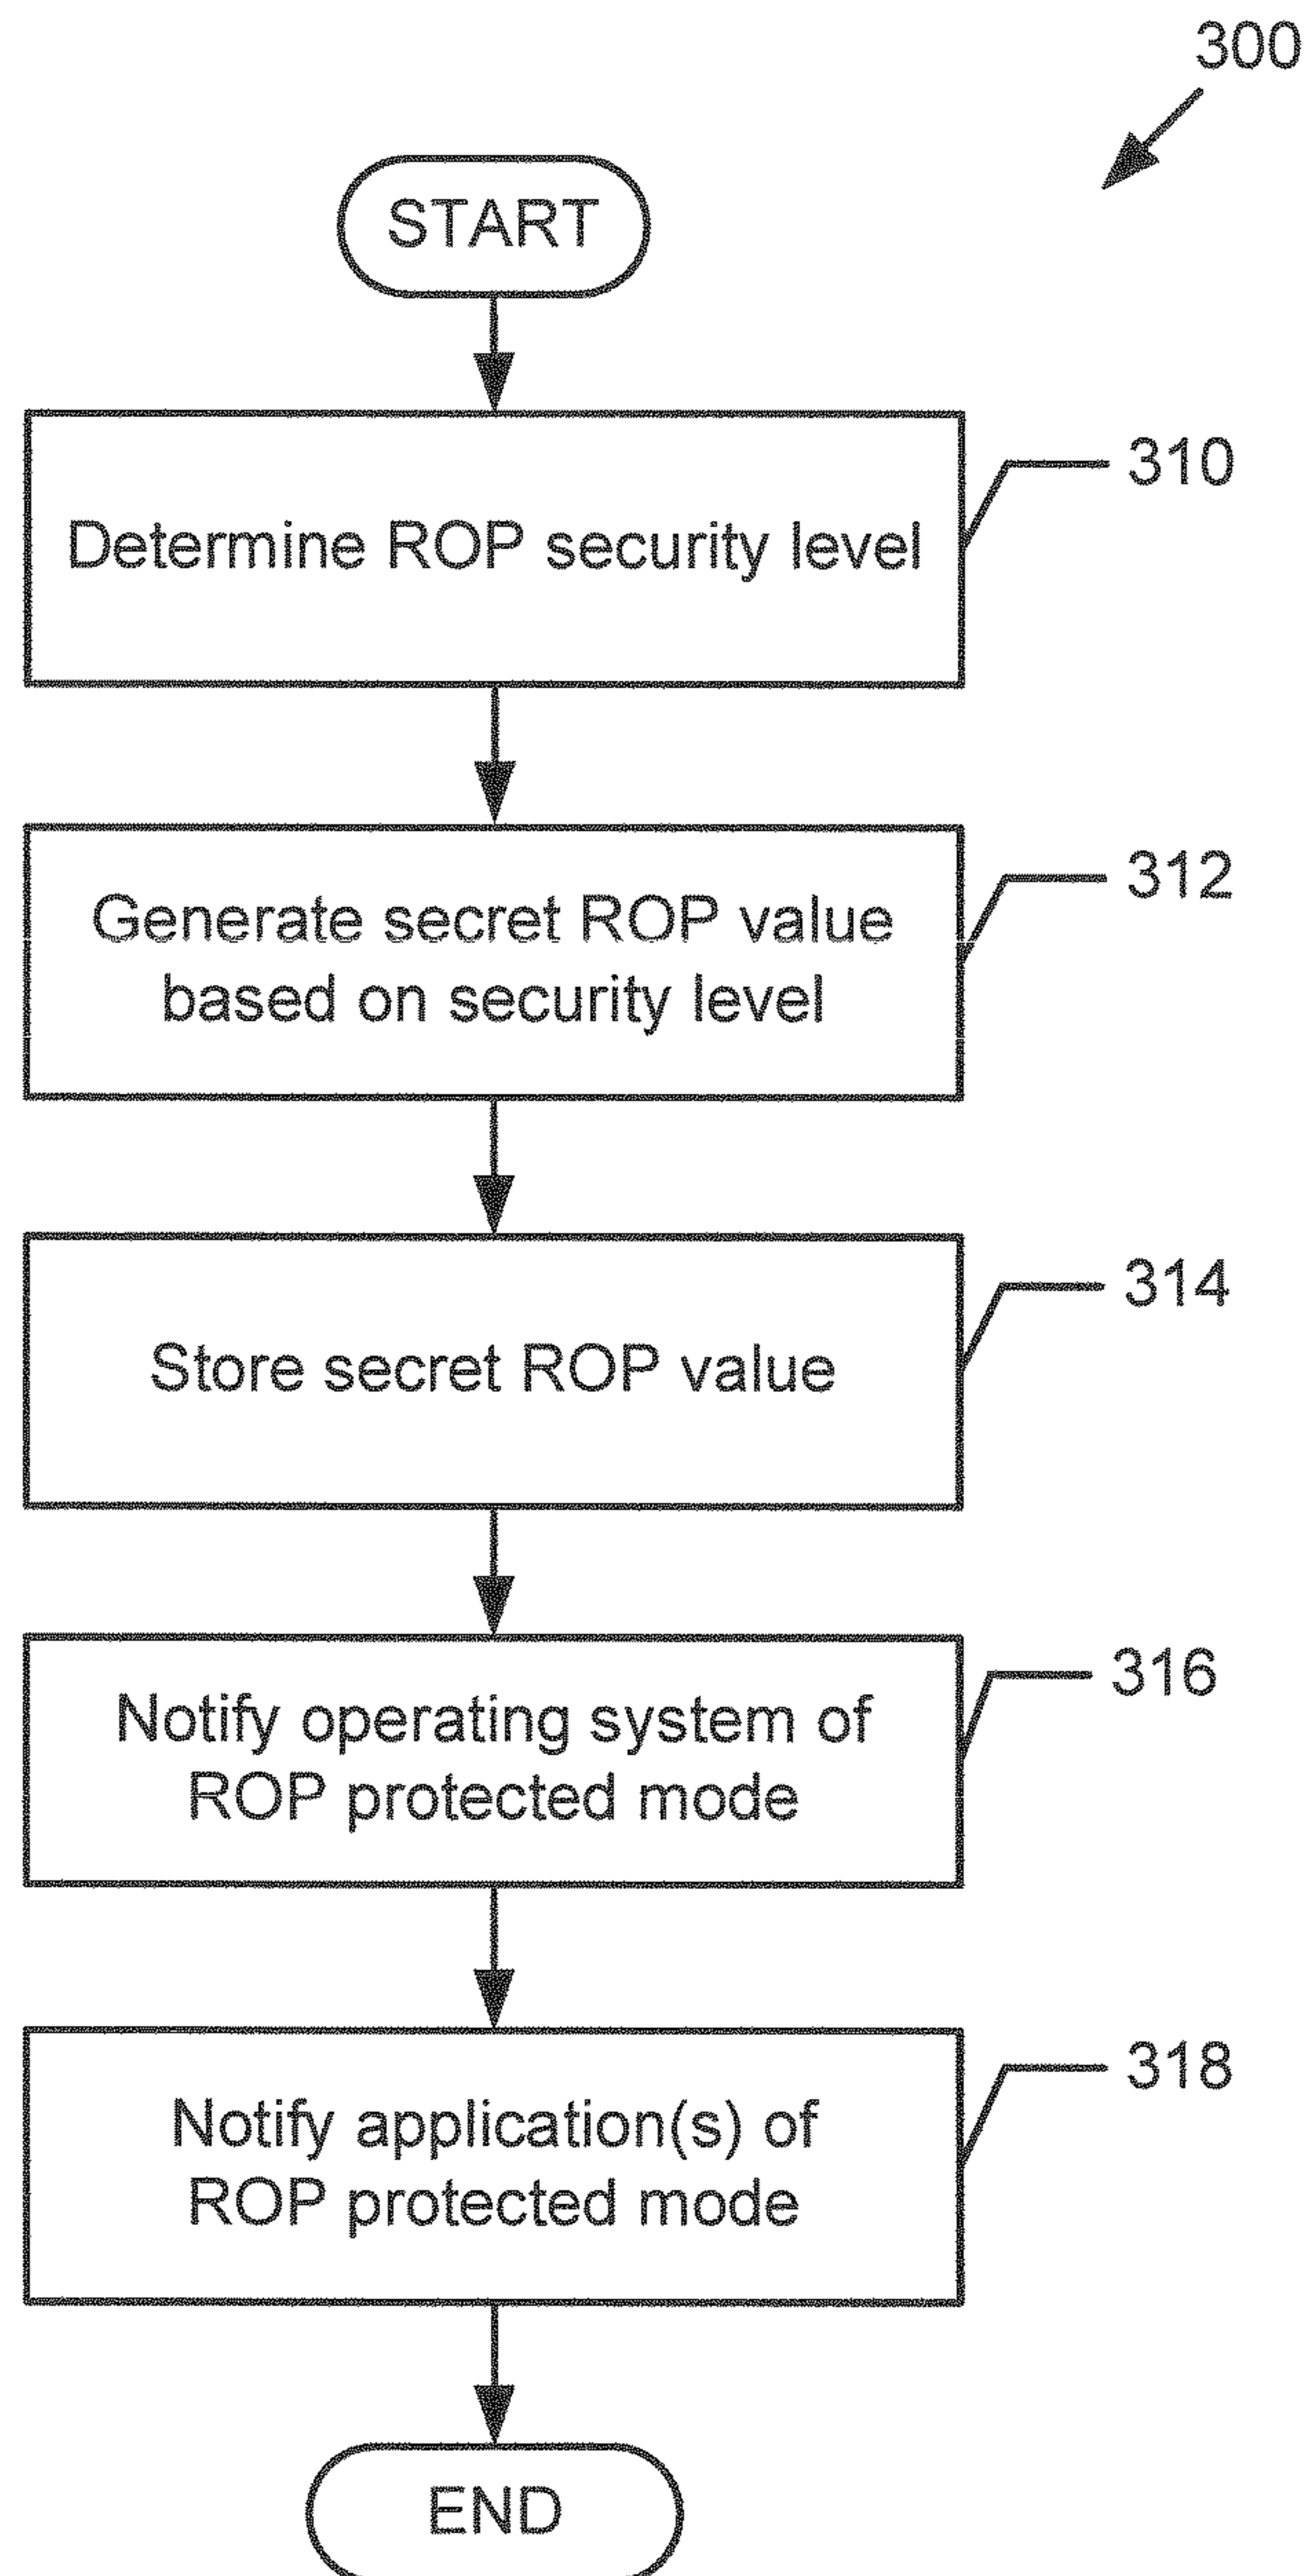 300
START
Determine ROP security level
310
Generate secret ROP value
based on security level
312
Store secret ROP value
314
Notify operating system of
ROP protected mode
316
Notify application(s) of
ROP protected mode
318
END